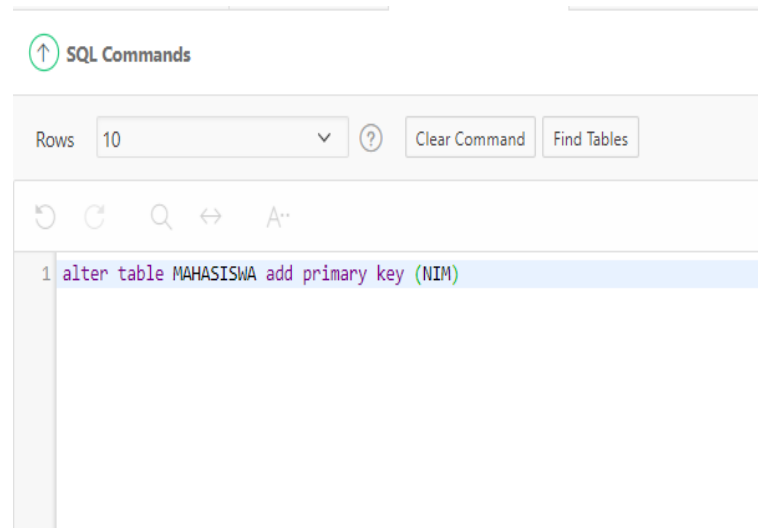 SQL Commands
Rows 10 ? Clear Command Find Tables
A
1 alter table MAHASISWA add primary key (NIM)